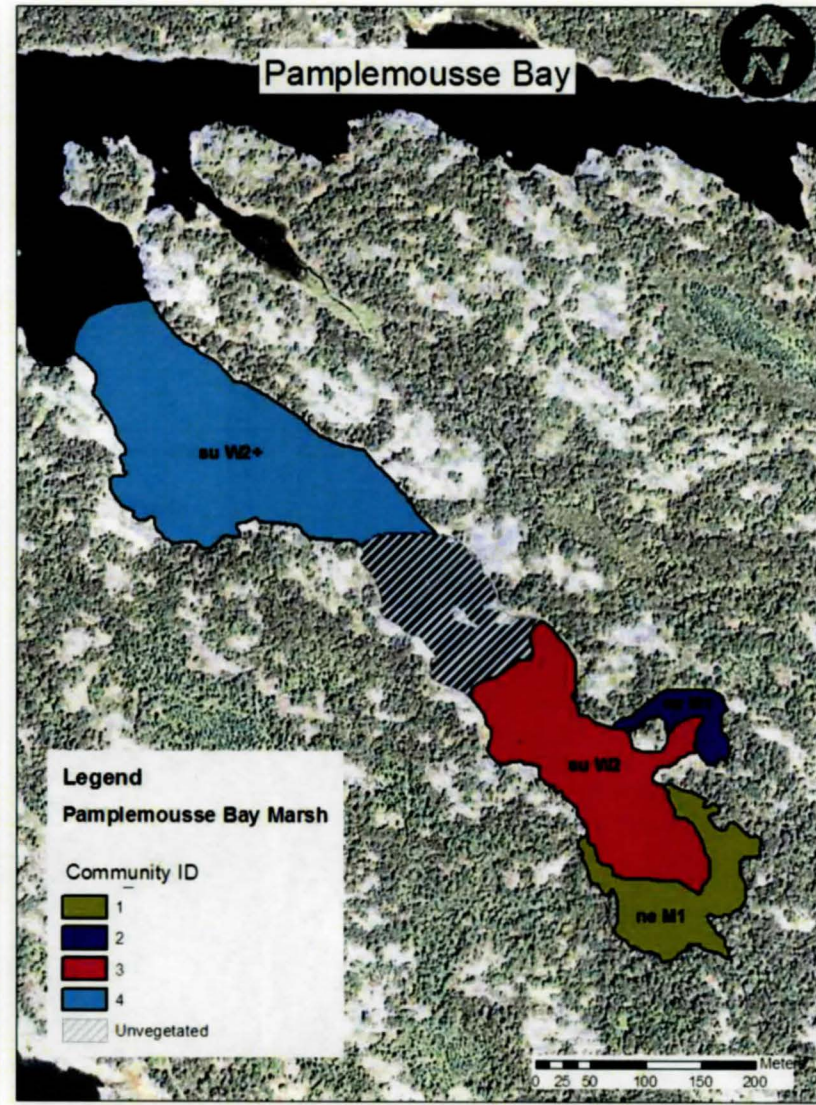 Pamplemousse Bay
N
su W2+
su W2
ne M1
Legend
Pamplemousse Bay Marsh
Community ID
1
2
3
4
Unvegetated
Meters
0 25 50 100 150 200